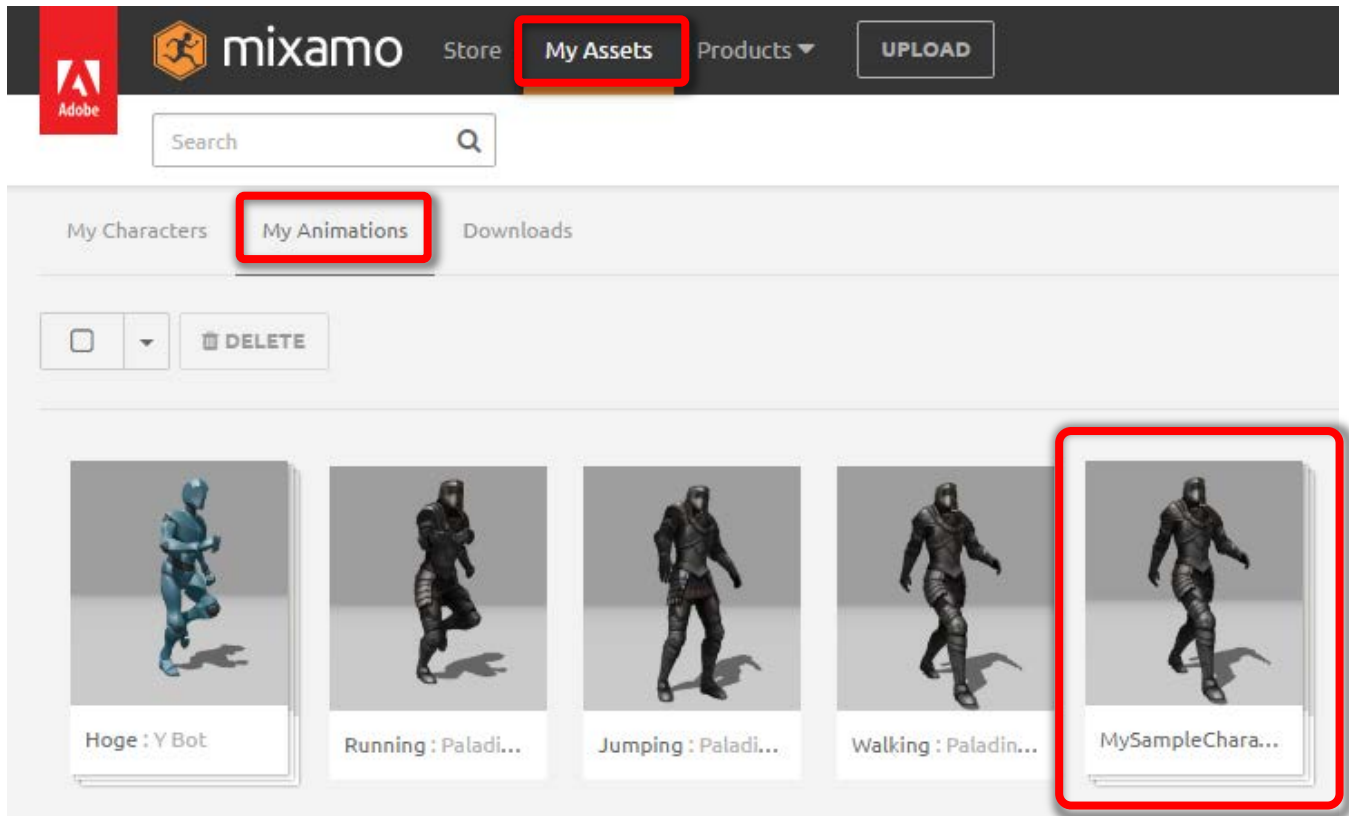 Adobe
mixamo Store My Assets Products UPLOAD
Search
My Characters My Animations Downloads
DELETE
Hoge : Y Bot
Running : Paladi...
Jumping : Paladi...
Walking : Paladin...
MySampleChara...